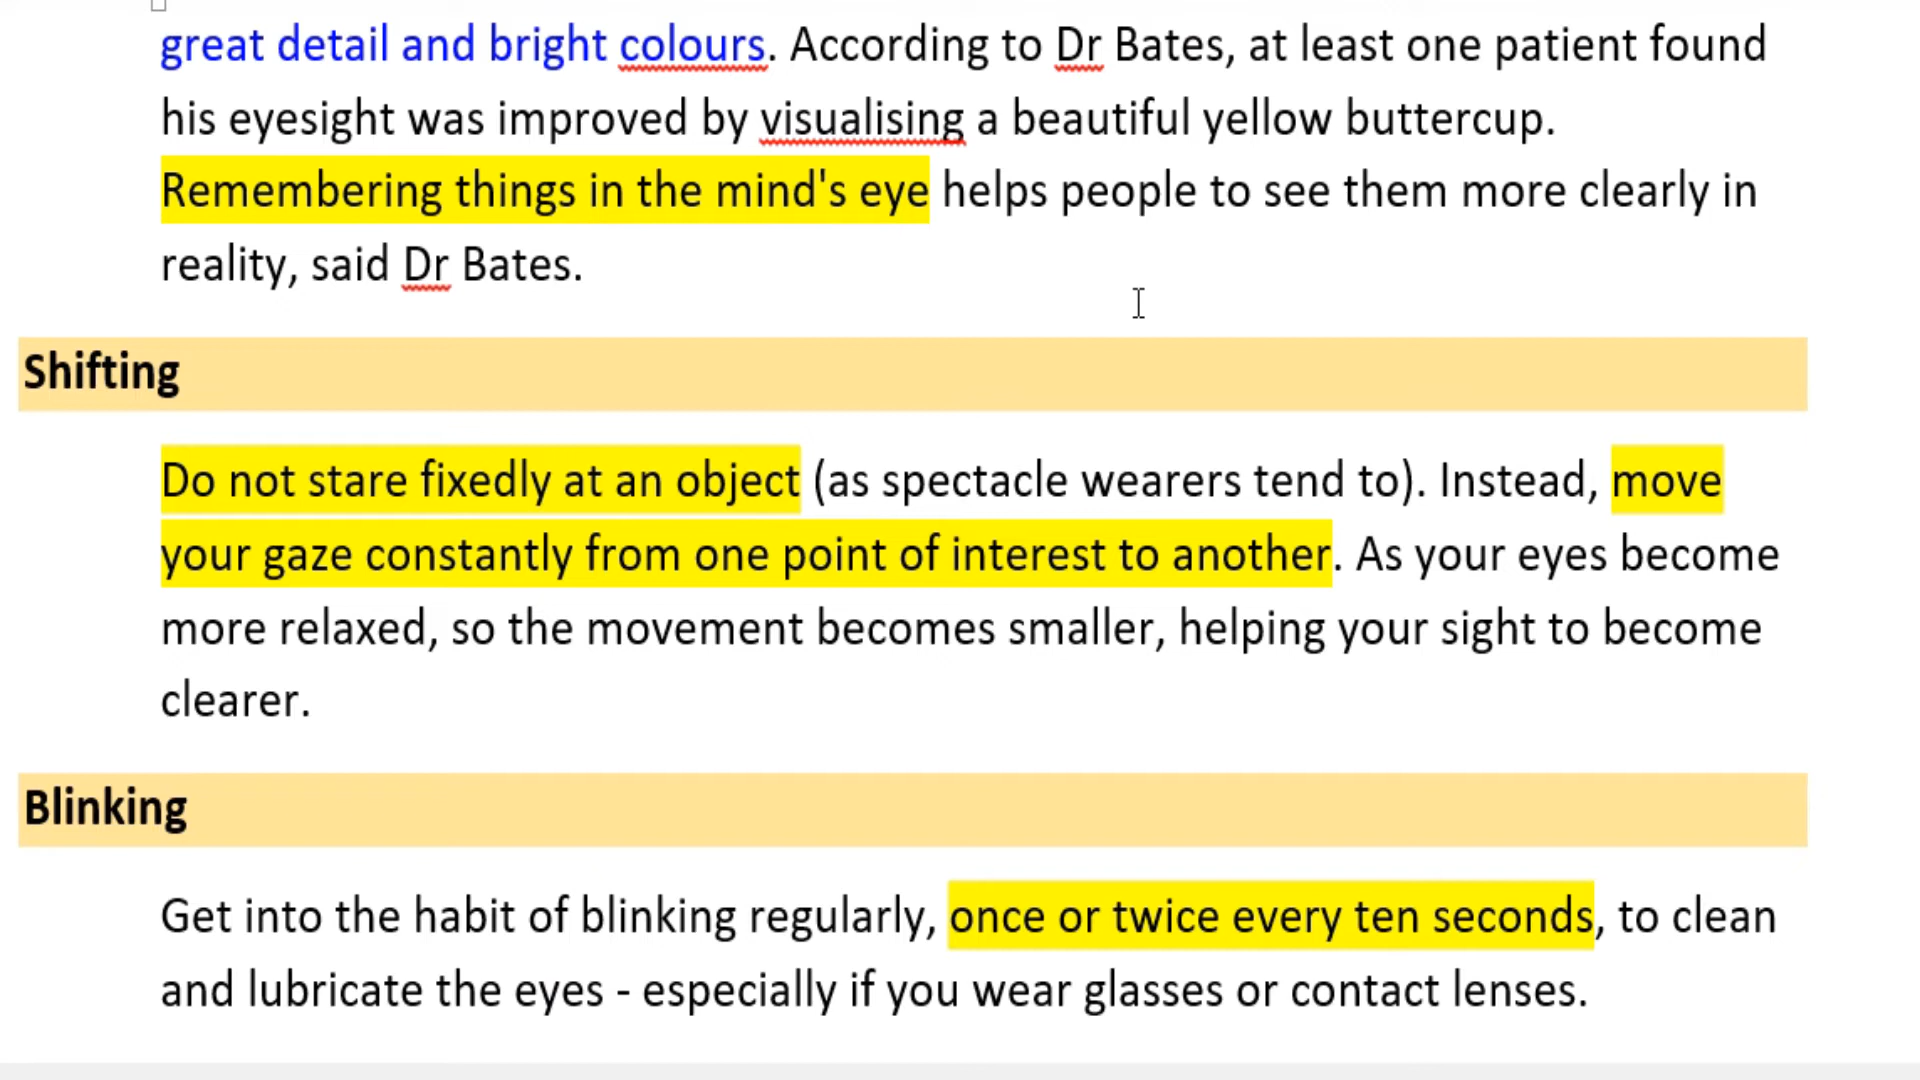 great detail and bright colours. According to Dr Bates, at least one patient found
his eyesight was improved by visualising a beautiful yellow buttercup.
Remembering things in the mind's eye helps people to see them more clearly in
reality, said Dr Bates.
Shifting
Do not stare fixedly at an object (as spectacle wearers tend to). Instead, move
your gaze constantly from one point of interest to another. As your eyes become
more relaxed, so the movement becomes smaller, helping your sight to become
clearer.
Blinking
Get into the habit of blinking regularly, once or twice every ten seconds, to clean
and lubricate the eyes - especially if you wear glasses or contact lenses.